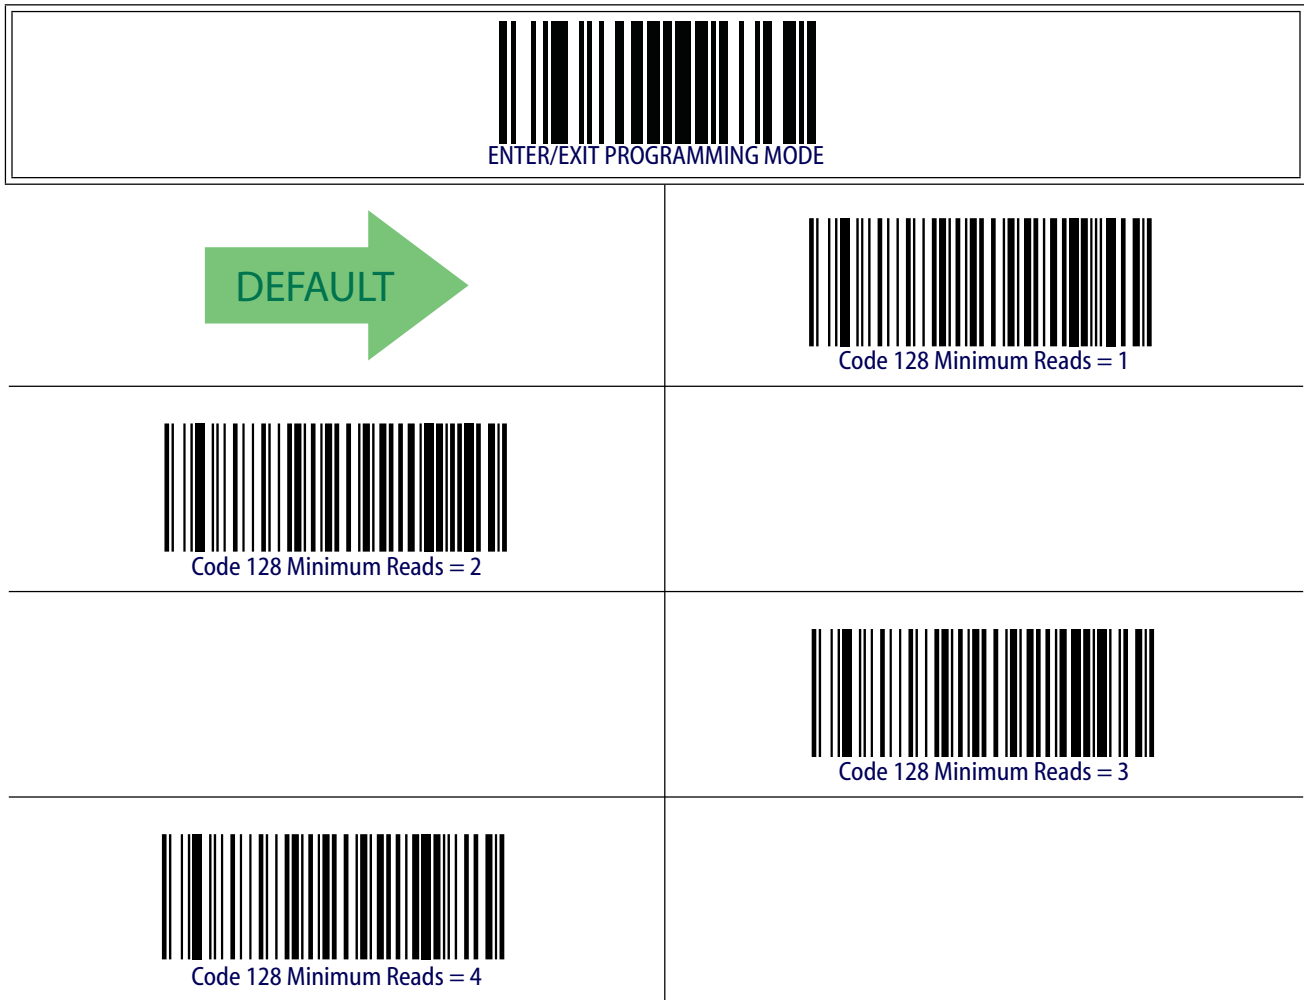 ENTER/EXIT PROGRAMMING MODE
DEFAULT
Code 128 Minimum Reads = 1
Code 128 Minimum Reads = 2
Code 128 Minimum Reads = 3
Code 128 Minimum Reads = 4